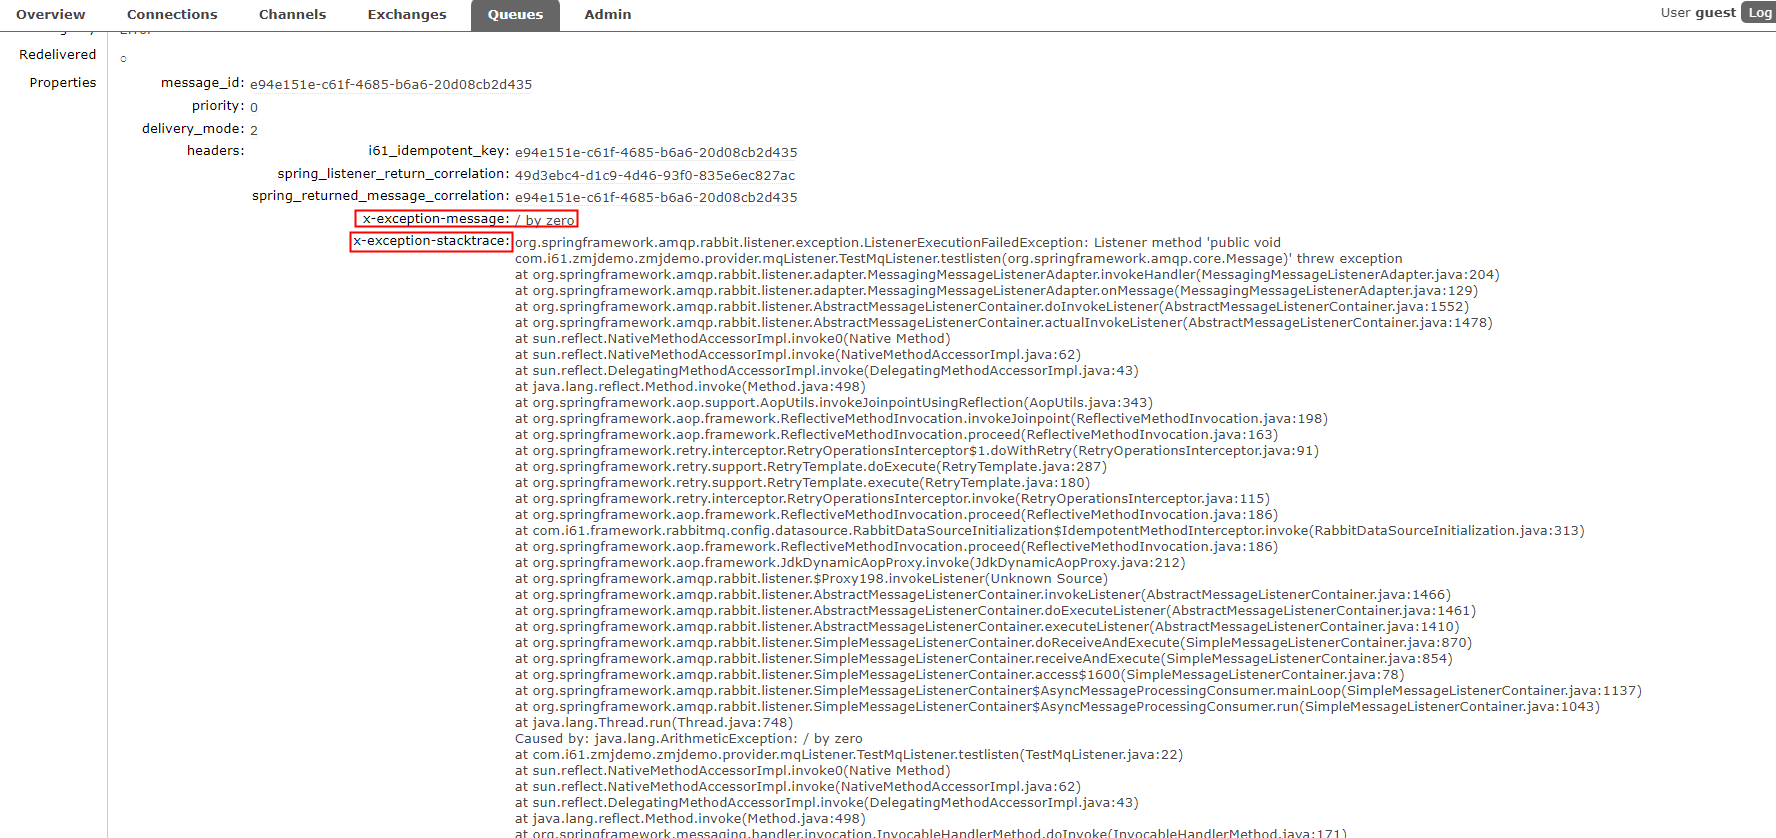 Overview Connections Channels Exchanges Queues Admin User guest Log
Redelivered ○
Properties
message_id: e94e151e-c61f-4685-b6a6-20d08cb2d435
priority: 0
delivery_mode: 2
headers: i61_idempotent_key: e94e151e-c61f-4685-b6a6-20d08cb2d435
spring_listener_return_correlation: 49d3ebc4-d1c9-4d46-93f0-835e6ec827ac
spring_returned_message_correlation: e94e151e-c61f-4685-b6a6-20d08cb2d435
x-exception-message: / by zero
x-exception-stacktrace: org.springframework.amqp.rabbit.listener.exception.ListenerExecutionFailedException: Listener method 'public void
com.i61.zmjdemo.zmjdemo.provider.mqListener.TestMqListener.testlisten(org.springframework.amqp.core.Message)' threw exception
at org.springframework.amqp.rabbit.listener.adapter.MessagingMessageListenerAdapter.invokeHandler(MessagingMessageListenerAdapter.java:204)
at org.springframework.amqp.rabbit.listener.adapter.MessagingMessageListenerAdapter.onMessage(MessagingMessageListenerAdapter.java:129)
at org.springframework.amqp.rabbit.listener.AbstractMessageListenerContainer.doInvokeListener(AbstractMessageListenerContainer.java:1552)
at org.springframework.amqp.rabbit.listener.AbstractMessageListenerContainer.actualInvokeListener(AbstractMessageListenerContainer.java:1478)
at sun.reflect.NativeMethodAccessorImpl.invoke0(Native Method)
at sun.reflect.NativeMethodAccessorImpl.invoke(NativeMethodAccessorImpl.java:62)
at sun.reflect.DelegatingMethodAccessorImpl.invoke(DelegatingMethodAccessorImpl.java:43)
at java.lang.reflect.Method.invoke(Method.java:498)
at org.springframework.aop.support.AopUtils.invokeJoinpointUsingReflection(AopUtils.java:343)
at org.springframework.aop.framework.ReflectiveMethodInvocation.invokeJoinpoint(ReflectiveMethodInvocation.java:198)
at org.springframework.aop.framework.ReflectiveMethodInvocation.proceed(ReflectiveMethodInvocation.java:163)
at org.springframework.retry.interceptor.RetryOperationsInterceptor$1.doWithRetry(RetryOperationsInterceptor.java:91)
at org.springframework.retry.support.RetryTemplate.doExecute(RetryTemplate.java:287)
at org.springframework.retry.support.RetryTemplate.execute(RetryTemplate.java:180)
at org.springframework.retry.interceptor.RetryOperationsInterceptor.invoke(RetryOperationsInterceptor.java:115)
at org.springframework.aop.framework.ReflectiveMethodInvocation.proceed(ReflectiveMethodInvocation.java:186)
at com.i61.framework.rabbitmq.config.datasource.RabbitDataSourceInitialization$IdempotentMethodInterceptor.invoke(RabbitDataSourceInitialization.java:313)
at org.springframework.aop.framework.ReflectiveMethodInvocation.proceed(ReflectiveMethodInvocation.java:186)
at org.springframework.aop.framework.JdkDynamicAopProxy.invoke(JdkDynamicAopProxy.java:212)
at org.springframework.amqp.rabbit.listener.$Proxy198.invokeListener(Unknown Source)
at org.springframework.amqp.rabbit.listener.AbstractMessageListenerContainer.invokeListener(AbstractMessageListenerContainer.java:1466)
at org.springframework.amqp.rabbit.listener.AbstractMessageListenerContainer.doExecuteListener(AbstractMessageListenerContainer.java:1461)
at org.springframework.amqp.rabbit.listener.AbstractMessageListenerContainer.executeListener(AbstractMessageListenerContainer.java:1410)
at org.springframework.amqp.rabbit.listener.SimpleMessageListenerContainer.doReceiveAndExecute(SimpleMessageListenerContainer.java:870)
at org.springframework.amqp.rabbit.listener.SimpleMessageListenerContainer.receiveAndExecute(SimpleMessageListenerContainer.java:854)
at org.springframework.amqp.rabbit.listener.SimpleMessageListenerContainer.access$1600(SimpleMessageListenerContainer.java:78)
at org.springframework.amqp.rabbit.listener.SimpleMessageListenerContainer$AsyncMessageProcessingConsumer.mainLoop(SimpleMessageListenerContainer.java:1137)
at org.springframework.amqp.rabbit.listener.SimpleMessageListenerContainer$AsyncMessageProcessingConsumer.run(SimpleMessageListenerContainer.java:1043)
at java.lang.Thread.run(Thread.java:748)
Caused by: java.lang.ArithmeticException: / by zero
at com.i61.zmjdemo.zmjdemo.provider.mqListener.TestMqListener.testlisten(TestMqListener.java:22)
at sun.reflect.NativeMethodAccessorImpl.invoke0(Native Method)
at sun.reflect.NativeMethodAccessorImpl.invoke(NativeMethodAccessorImpl.java:62)
at sun.reflect.DelegatingMethodAccessorImpl.invoke(DelegatingMethodAccessorImpl.java:43)
at java.lang.reflect.Method.invoke(Method.java:498)
at org.springframework.messaging.handler.invocation.InvocableHandlerMethod.doInvoke(InvocableHandlerMethod.java:171)